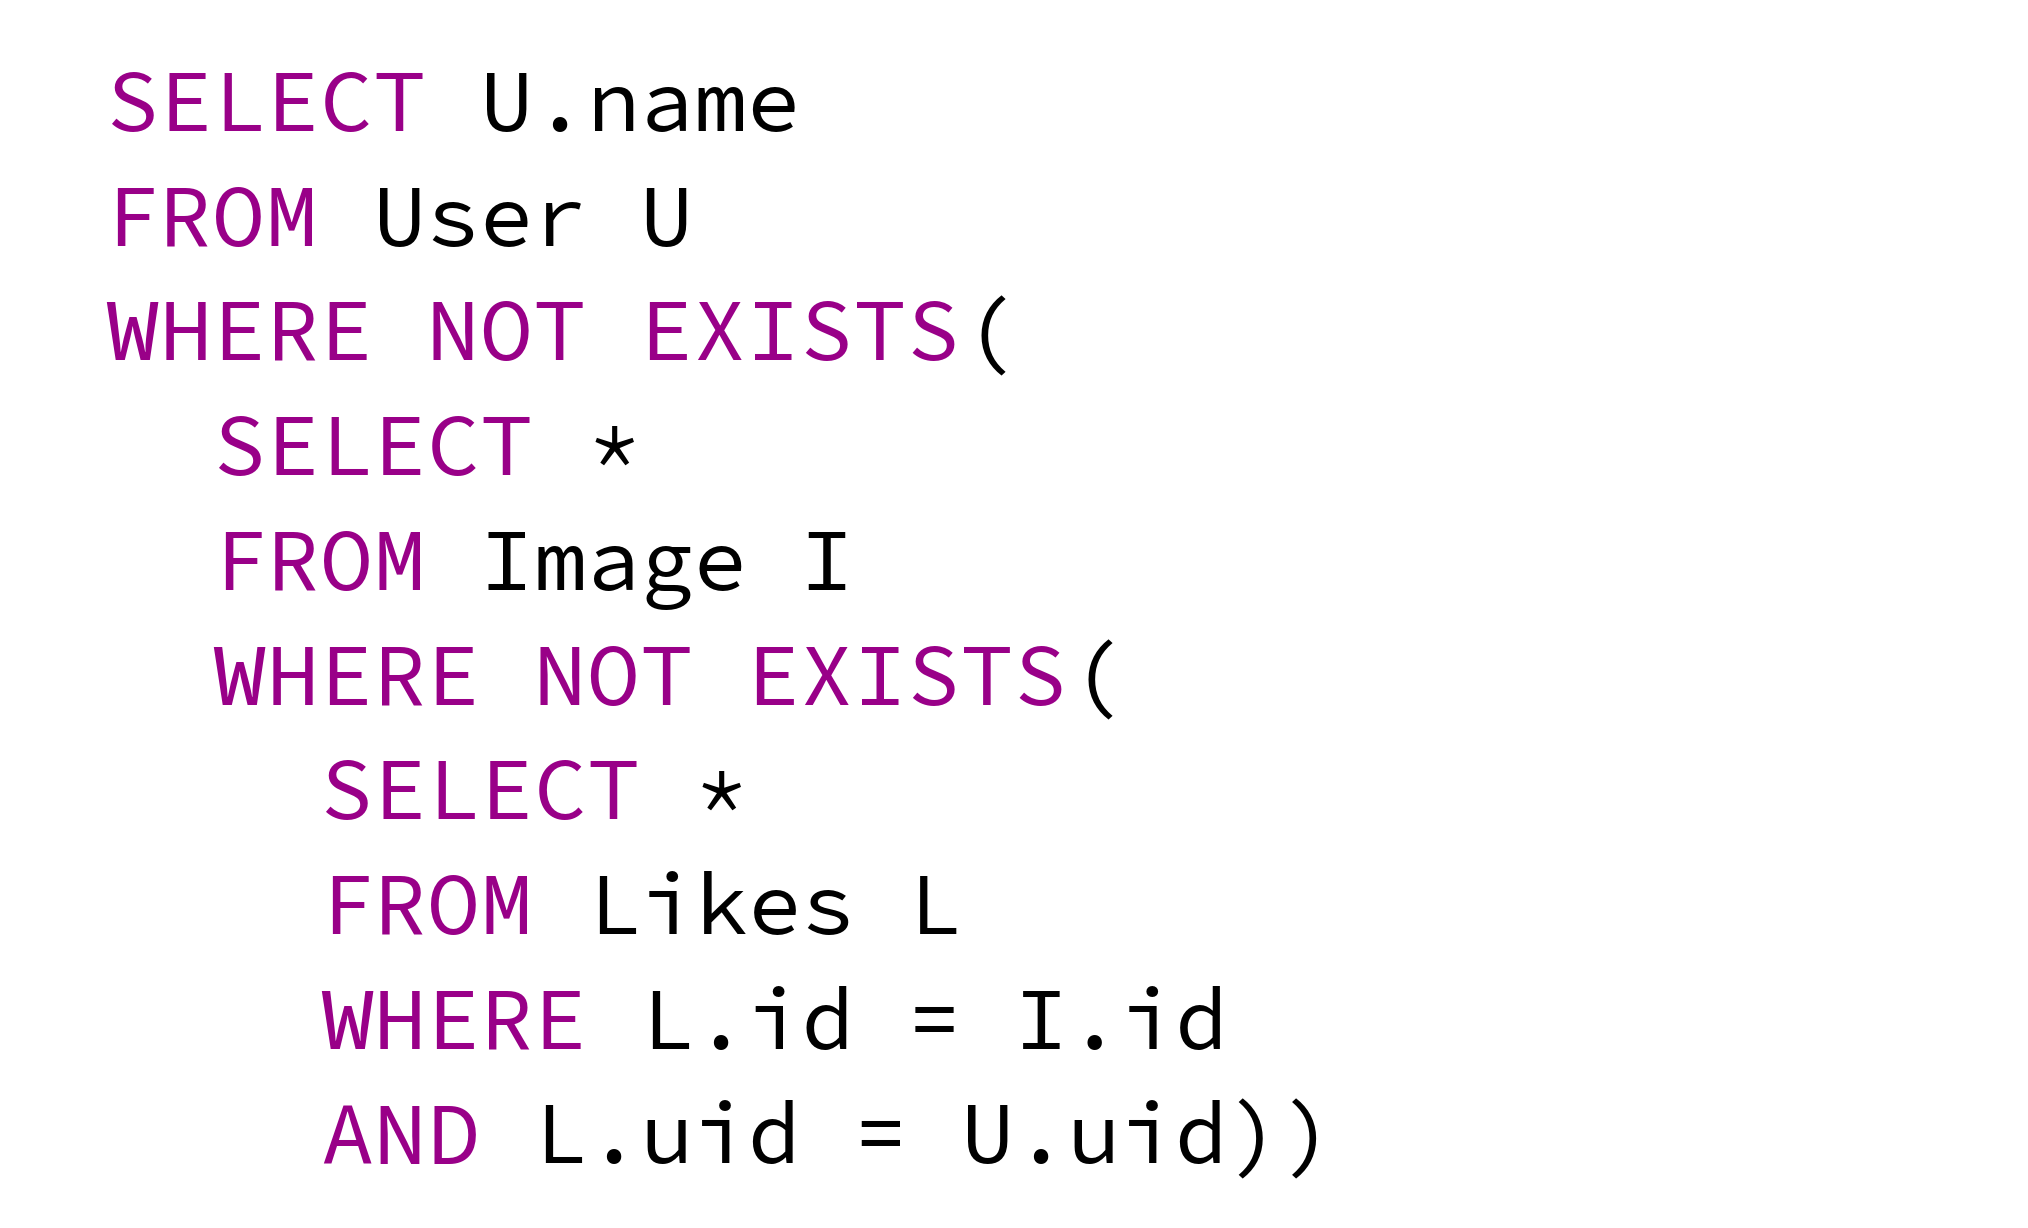 SELECT U.name
FROM User U
WHERE NOT EXISTS(
  SELECT *
  FROM Image I
  WHERE NOT EXISTS(
    SELECT *
    FROM Likes L
    WHERE L.id = I.id
    AND L.uid = U.uid))